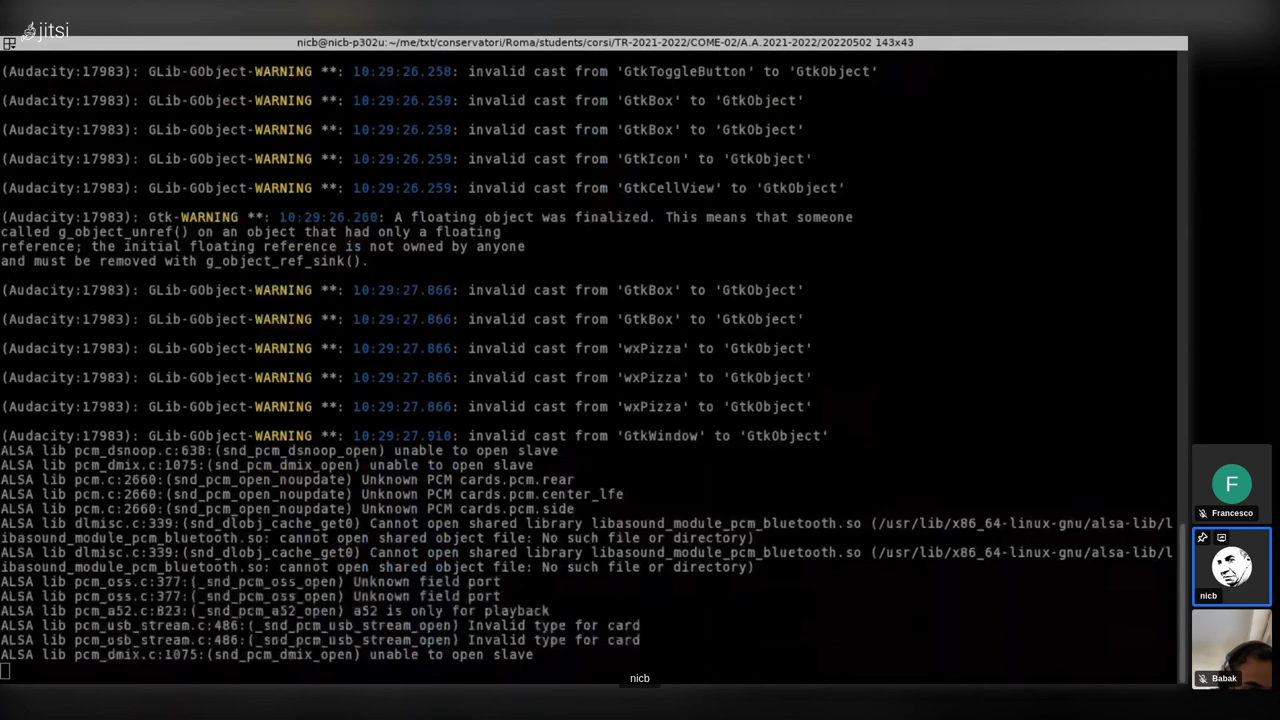 jitsi
nicb@nicb-p302u:~/me/txt/conservatori/Roma/students/corsi/TR-2021-2022/COME-02/A.A.2021-2022/20220502 143x43
(Audacity:17983): GLib-GObject-WARNING **: 10:29:26.258: invalid cast from 'GtkToggleButton' to 'GtkObject'
(Audacity:17983): GLib-GObject-WARNING **: 10:29:26.259: invalid cast from 'GtkBox' to 'GtkObject'
(Audacity:17983): GLib-GObject-WARNING **: 10:29:26.259: invalid cast from 'GtkBox' to 'GtkObject'
(Audacity:17983): GLib-GObject-WARNING **: 10:29:26.259: invalid cast from 'GtkIcon' to 'GtkObject'
(Audacity:17983): GLib-GObject-WARNING **: 10:29:26.259: invalid cast from 'GtkCellView' to 'GtkObject'
(Audacity:17983): Gtk-WARNING **: 10:29:26.260: A floating object was finalized. This means that someone
called g_object_unref() on an object that had only a floating
reference; the initial floating reference is not owned by anyone
and must be removed with g_object_ref_sink().
(Audacity:17983): GLib-GObject-WARNING **: 10:29:27.866: invalid cast from 'GtkBox' to 'GtkObject'
(Audacity:17983): GLib-GObject-WARNING **: 10:29:27.866: invalid cast from 'GtkBox' to 'GtkObject'
(Audacity:17983): GLib-GObject-WARNING **: 10:29:27.866: invalid cast from 'wxPizza' to 'GtkObject'
(Audacity:17983): GLib-GObject-WARNING **: 10:29:27.866: invalid cast from 'wxPizza' to 'GtkObject'
(Audacity:17983): GLib-GObject-WARNING **: 10:29:27.866: invalid cast from 'wxPizza' to 'GtkObject'
(Audacity:17983): GLib-GObject-WARNING **: 10:29:27.910: invalid cast from 'GtkWindow' to 'GtkObject'
ALSA lib pcm_dsnoop.c:638:(snd_pcm_dsnoop_open) unable to open slave
ALSA lib pcm_dmix.c:1075:(snd_pcm_dmix_open) unable to open slave
ALSA lib pcm.c:2660:(snd_pcm_open_noupdate) Unknown PCM cards.pcm.rear
ALSA lib pcm.c:2660:(snd_pcm_open_noupdate) Unknown PCM cards.pcm.center_lfe
ALSA lib pcm.c:2660:(snd_pcm_open_noupdate) Unknown PCM cards.pcm.side
ALSA lib dlmisc.c:339:(snd_dlobj_cache_get0) Cannot open shared library libasound_module_pcm_bluetooth.so (/usr/lib/x86_64-linux-gnu/alsa-lib/l
ibasound_module_pcm_bluetooth.so: cannot open shared object file: No such file or directory)
ALSA lib dlmisc.c:339:(snd_dlobj_cache_get0) Cannot open shared library libasound_module_pcm_bluetooth.so (/usr/lib/x86_64-linux-gnu/alsa-lib/l
ibasound_module_pcm_bluetooth.so: cannot open shared object file: No such file or directory)
ALSA lib pcm_oss.c:377:(_snd_pcm_oss_open) Unknown field port
ALSA lib pcm_oss.c:377:(_snd_pcm_oss_open) Unknown field port
ALSA lib pcm_a52.c:823:(_snd_pcm_a52_open) a52 is only for playback
ALSA lib pcm_usb_stream.c:486:(_snd_pcm_usb_stream_open) Invalid type for card
ALSA lib pcm_usb_stream.c:486:(_snd_pcm_usb_stream_open) Invalid type for card
ALSA lib pcm_dmix.c:1075:(snd_pcm_dmix_open) unable to open slave
nicb
F
Francesco
nicb
Babak